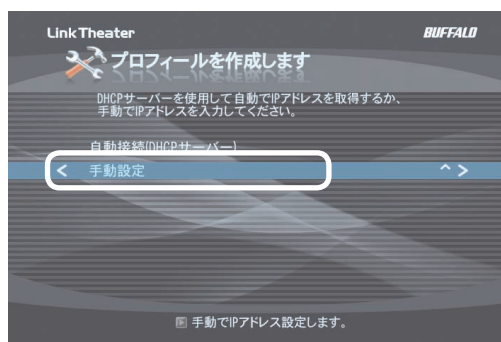 LinkTheater
BUFFALO
プロフィールを作成します
DHCPサーバーを使用して自動でIPアドレスを取得するか、
手動でIPアドレスを入力してください。
自動接続(DHCPサーバー)
< 手動設定 ^ >
手動でIPアドレス設定します。